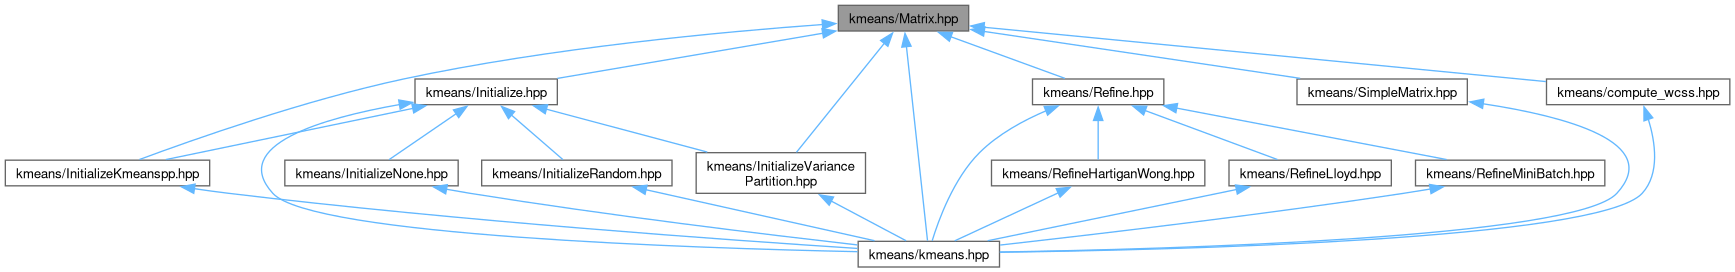 kmeans/Matrix.hpp
kmeans/Initialize.hpp
kmeans/Refine.hpp
kmeans/SimpleMatrix.hpp
kmeans/compute_wcss.hpp
kmeans/InitializeKmeanspp.hpp
kmeans/InitializeNone.hpp
kmeans/InitializeRandom.hpp
kmeans/InitializeVariance
Partition.hpp
kmeans/RefineHartiganWong.hpp
kmeans/RefineLloyd.hpp
kmeans/RefineMiniBatch.hpp
kmeans/kmeans.hpp